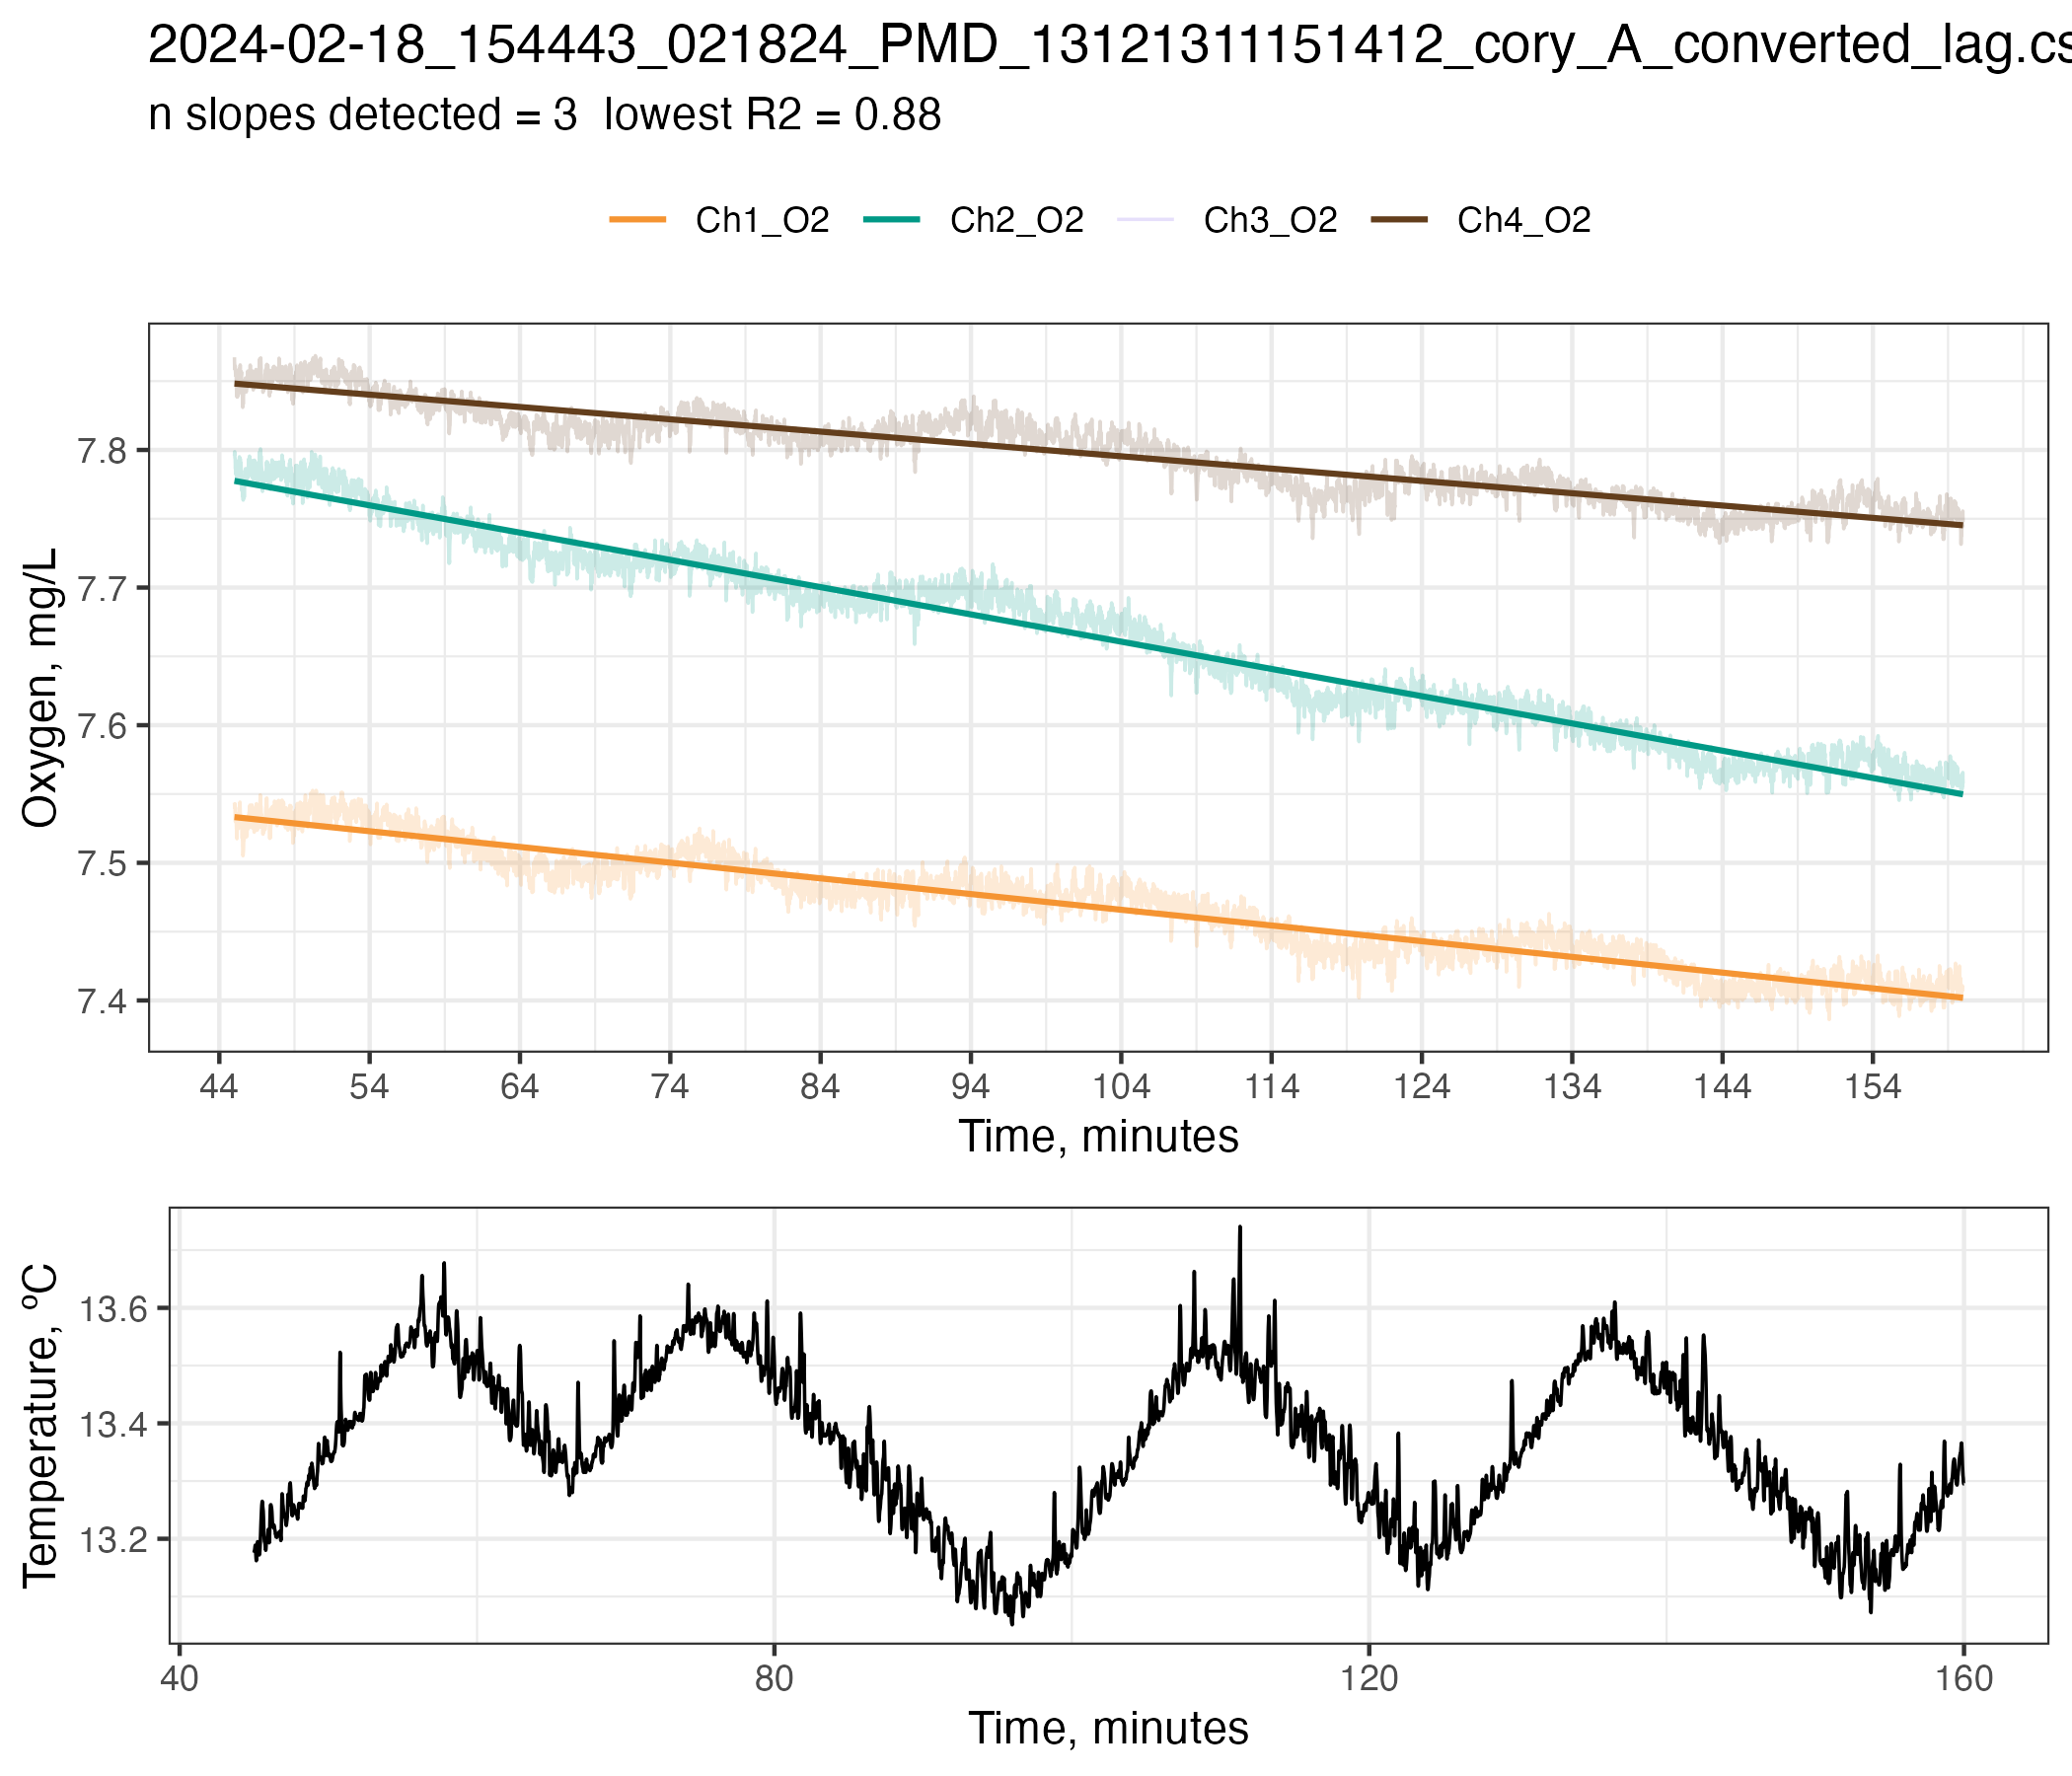 2024-02-18_154443_021824_PMD_13121311151412_cory_A_converted_lag.cs
n slopes detected = 3  lowest R2 = 0.88
Ch1_O2 Ch2_O2 Ch3_O2 Ch4_O2
Oxygen, mg/L
7.8
7.7
7.6
7.5
7.4
44 54 64 74 84 94 104 114 124 134 144 154
Time, minutes
Temperature, ºC
13.6
13.4
13.2
40 80 120 160
Time, minutes